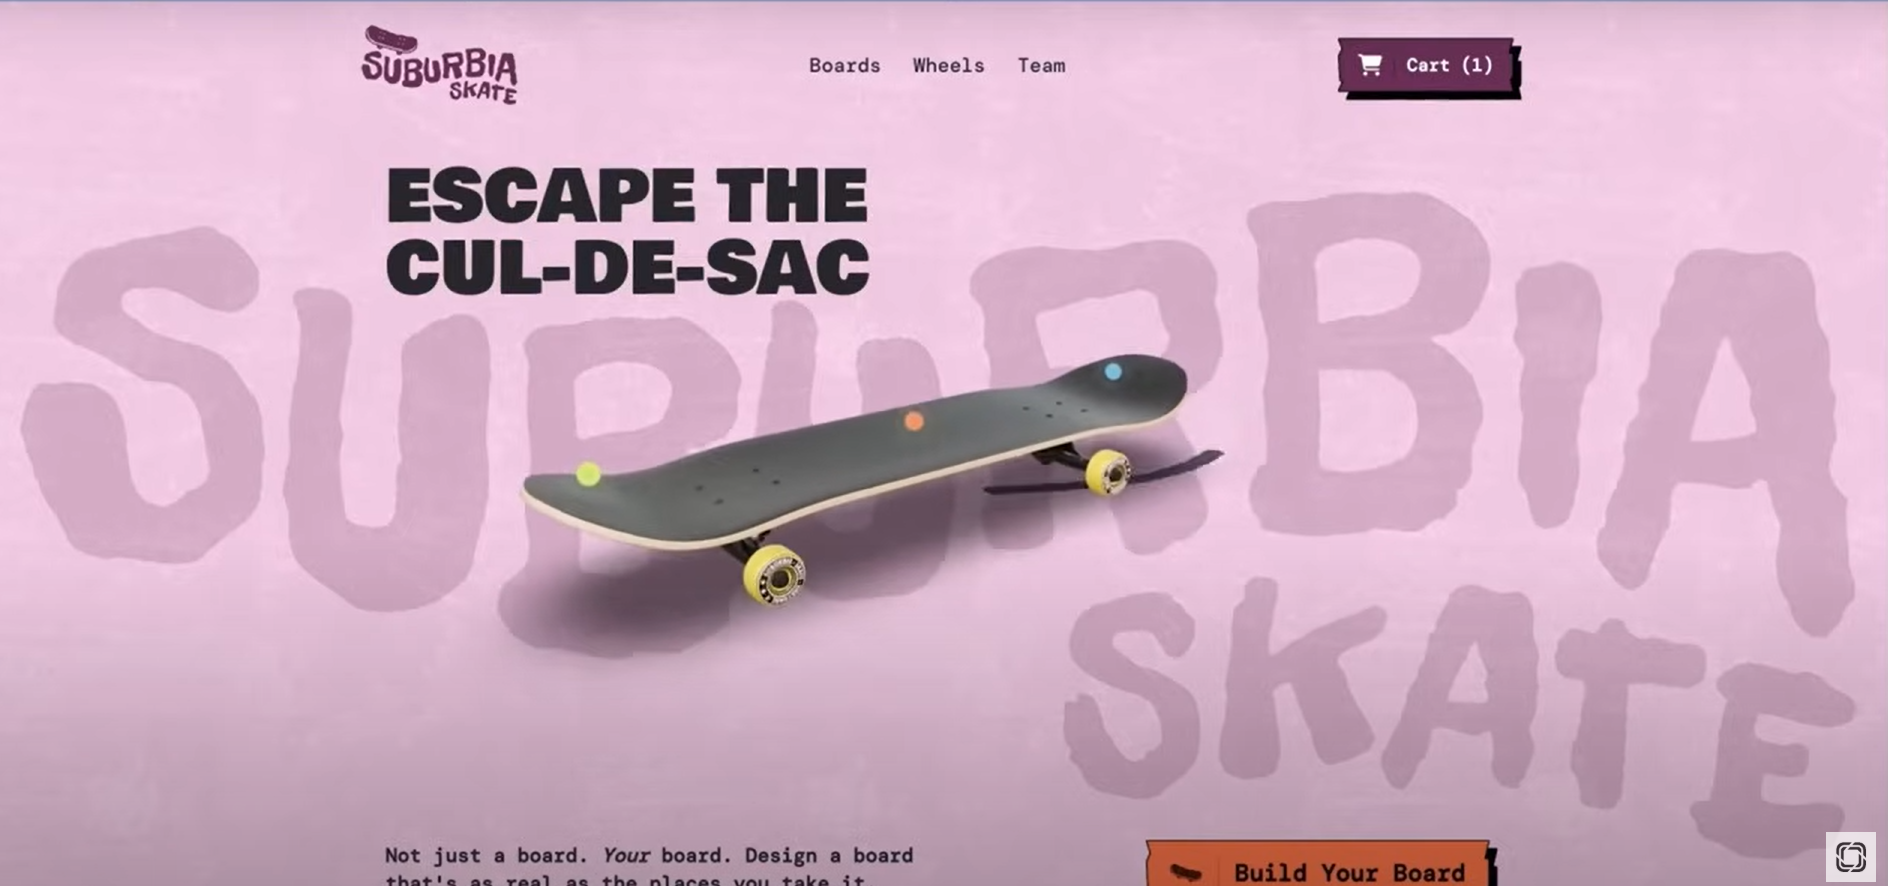 SUBURBIA
SKATE
Boards Wheels Team
Cart (1)
ESCAPE THE
CUL-DE-SAC
SUBURBIA
SKATE
Not just a board. Your board. Design a board
that's as real as the places you take it
Build Your Board